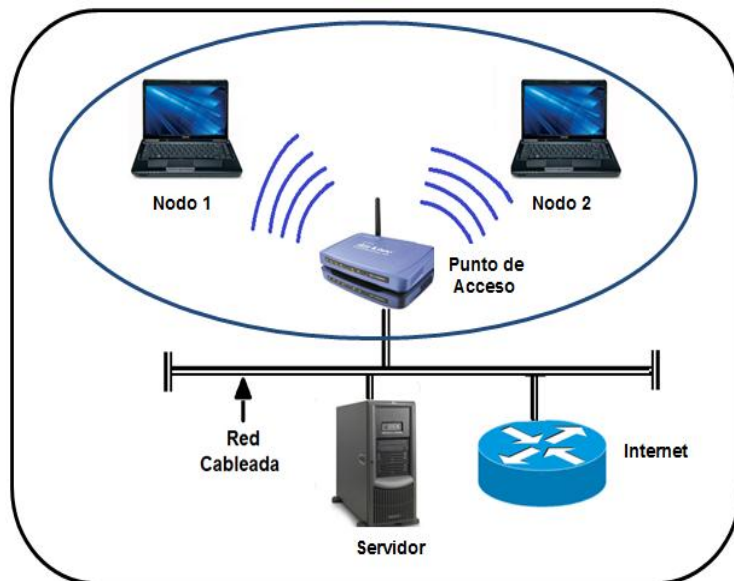 Nodo 1
Nodo 2
Punto de
Acceso
Red
Cableada
Internet
Servidor